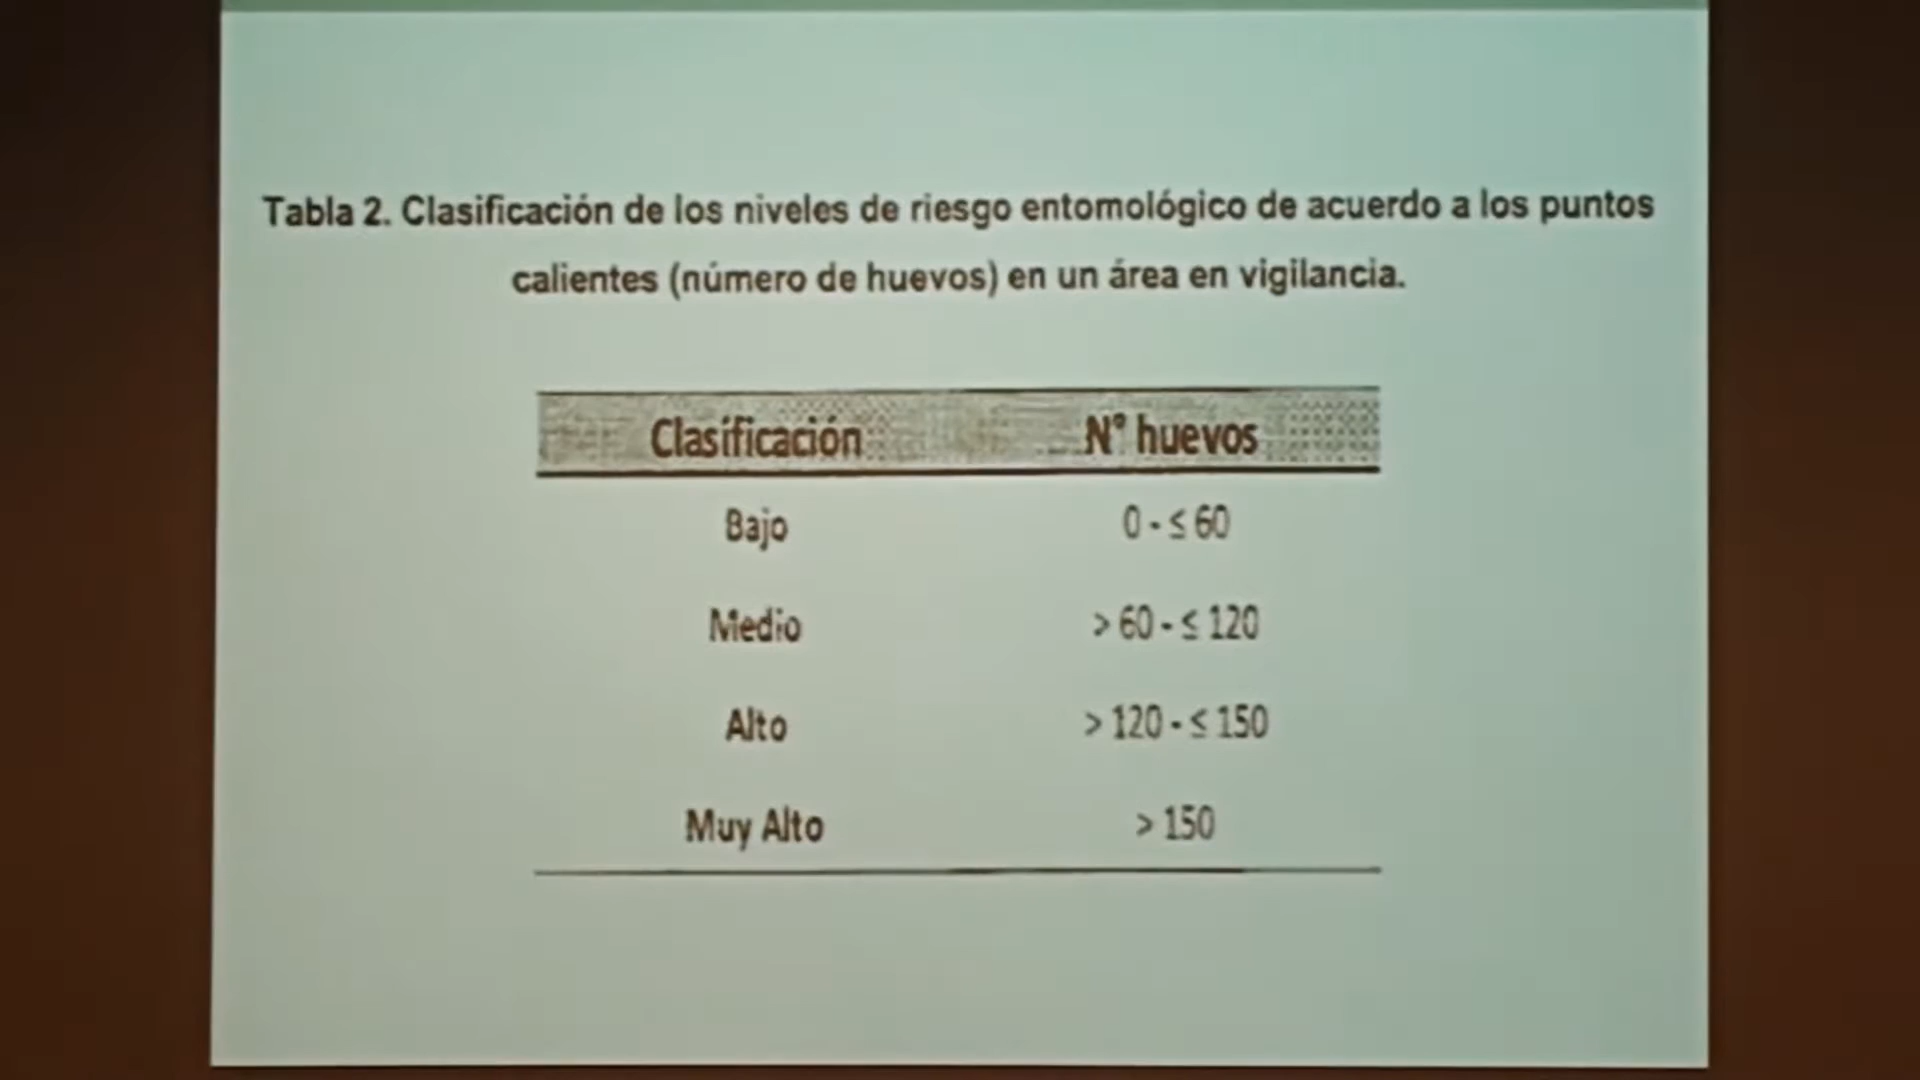 Tabla 2. Clasificación de los niveles de riesgo entomológico de acuerdo a los puntos
calientes (número de huevos) en un área en vigilancia.
Clasificación N° huevos
Bajo 0 - ≤ 60
Medio > 60 - ≤ 120
Alto > 120 - ≤ 150
Muy Alto > 150